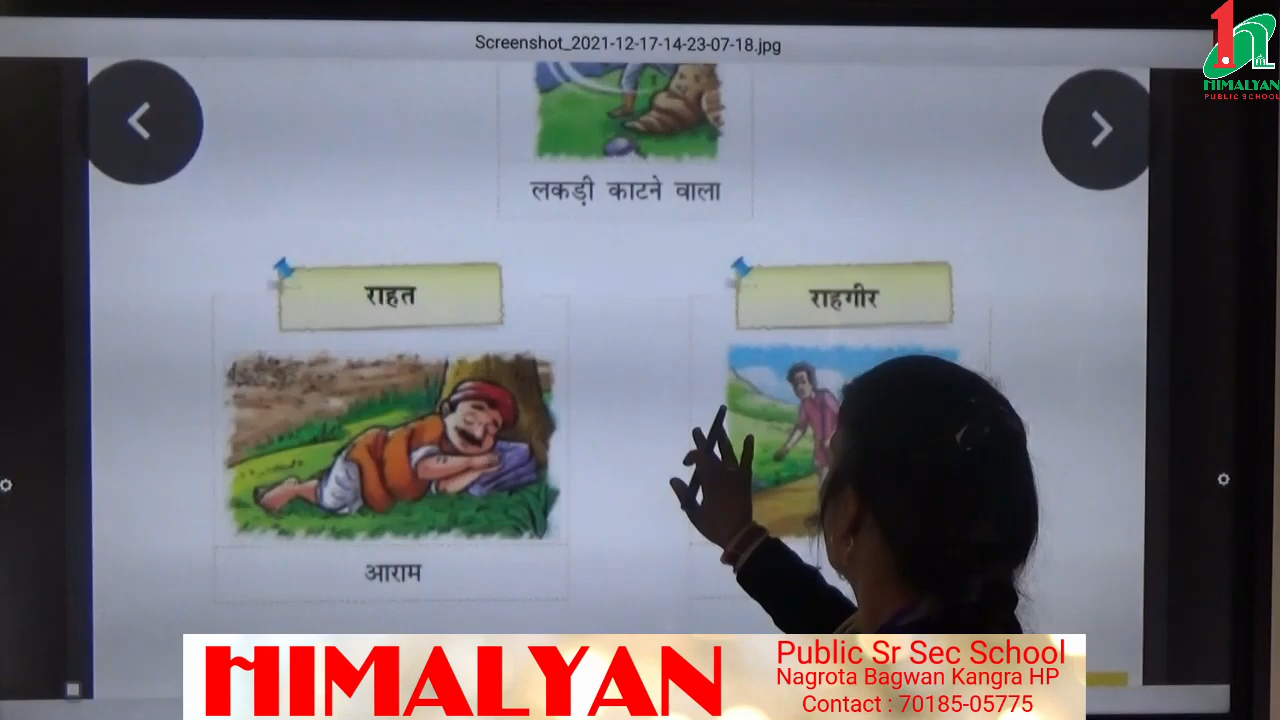 Screenshot_2021-12-17-14-23-07-18.jpg
HIMALYAN
PUBLIC SCHOOL
लकड़ी काटने वाला
राहत
राहगीर
आराम
HIMALYAN
Public Sr Sec School
Nagrota Bagwan Kangra HP
Contact : 70185-05775